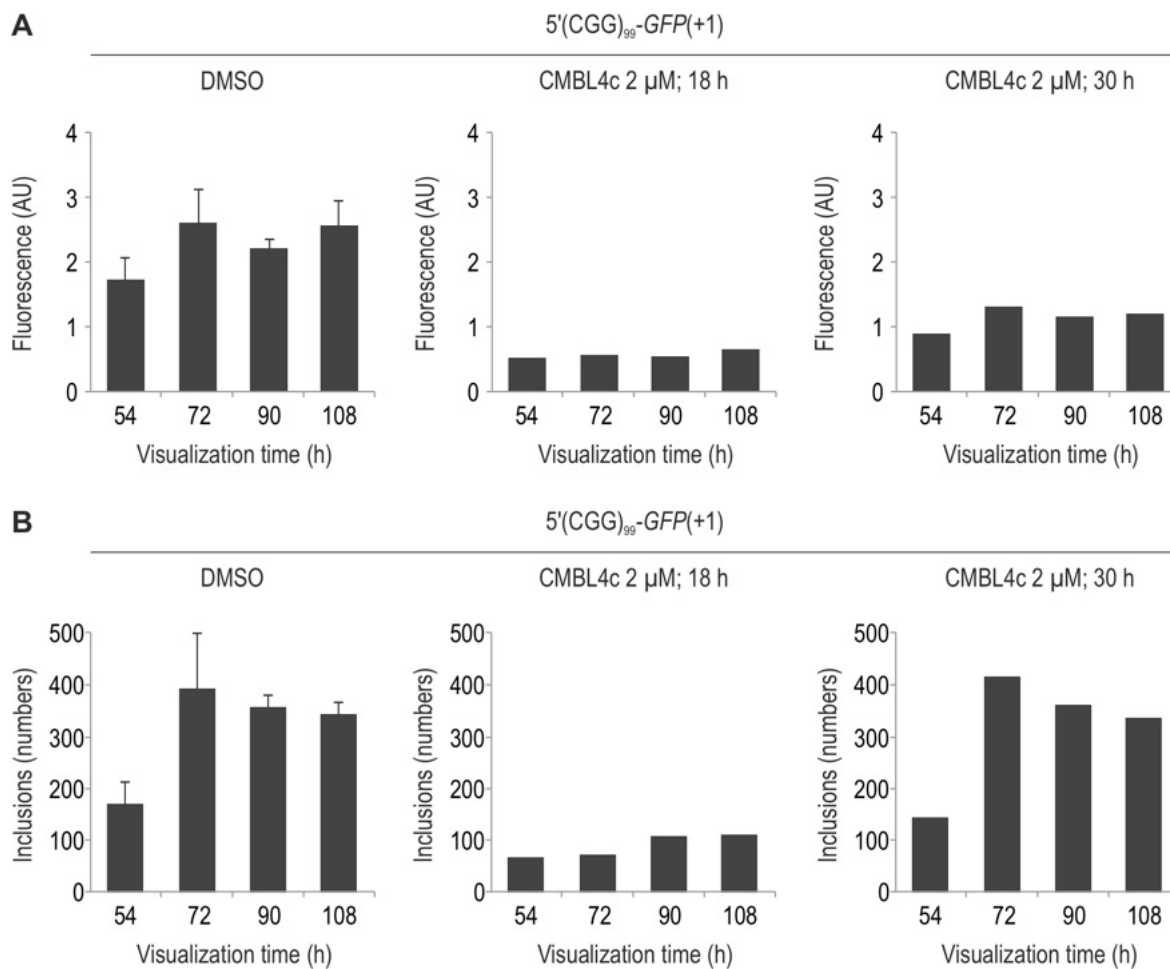 A
5'(CGG)₉₉-GFP(+1)
DMSO
CMBL4c 2 µM; 18 h
CMBL4c 2 µM; 30 h
Fluorescence (AU)
4
3
2
1
0
54 72 90 108
Visualization time (h)
Fluorescence (AU)
4
3
2
1
0
54 72 90 108
Visualization time (h)
Fluorescence (AU)
4
3
2
1
0
54 72 90 108
Visualization time (h)
B
5'(CGG)₉₉-GFP(+1)
DMSO
CMBL4c 2 µM; 18 h
CMBL4c 2 µM; 30 h
Inclusions (numbers)
500
400
300
200
100
0
54 72 90 108
Visualization time (h)
Inclusions (numbers)
500
400
300
200
100
0
54 72 90 108
Visualization time (h)
Inclusions (numbers)
500
400
300
200
100
0
54 72 90 108
Visualization time (h)